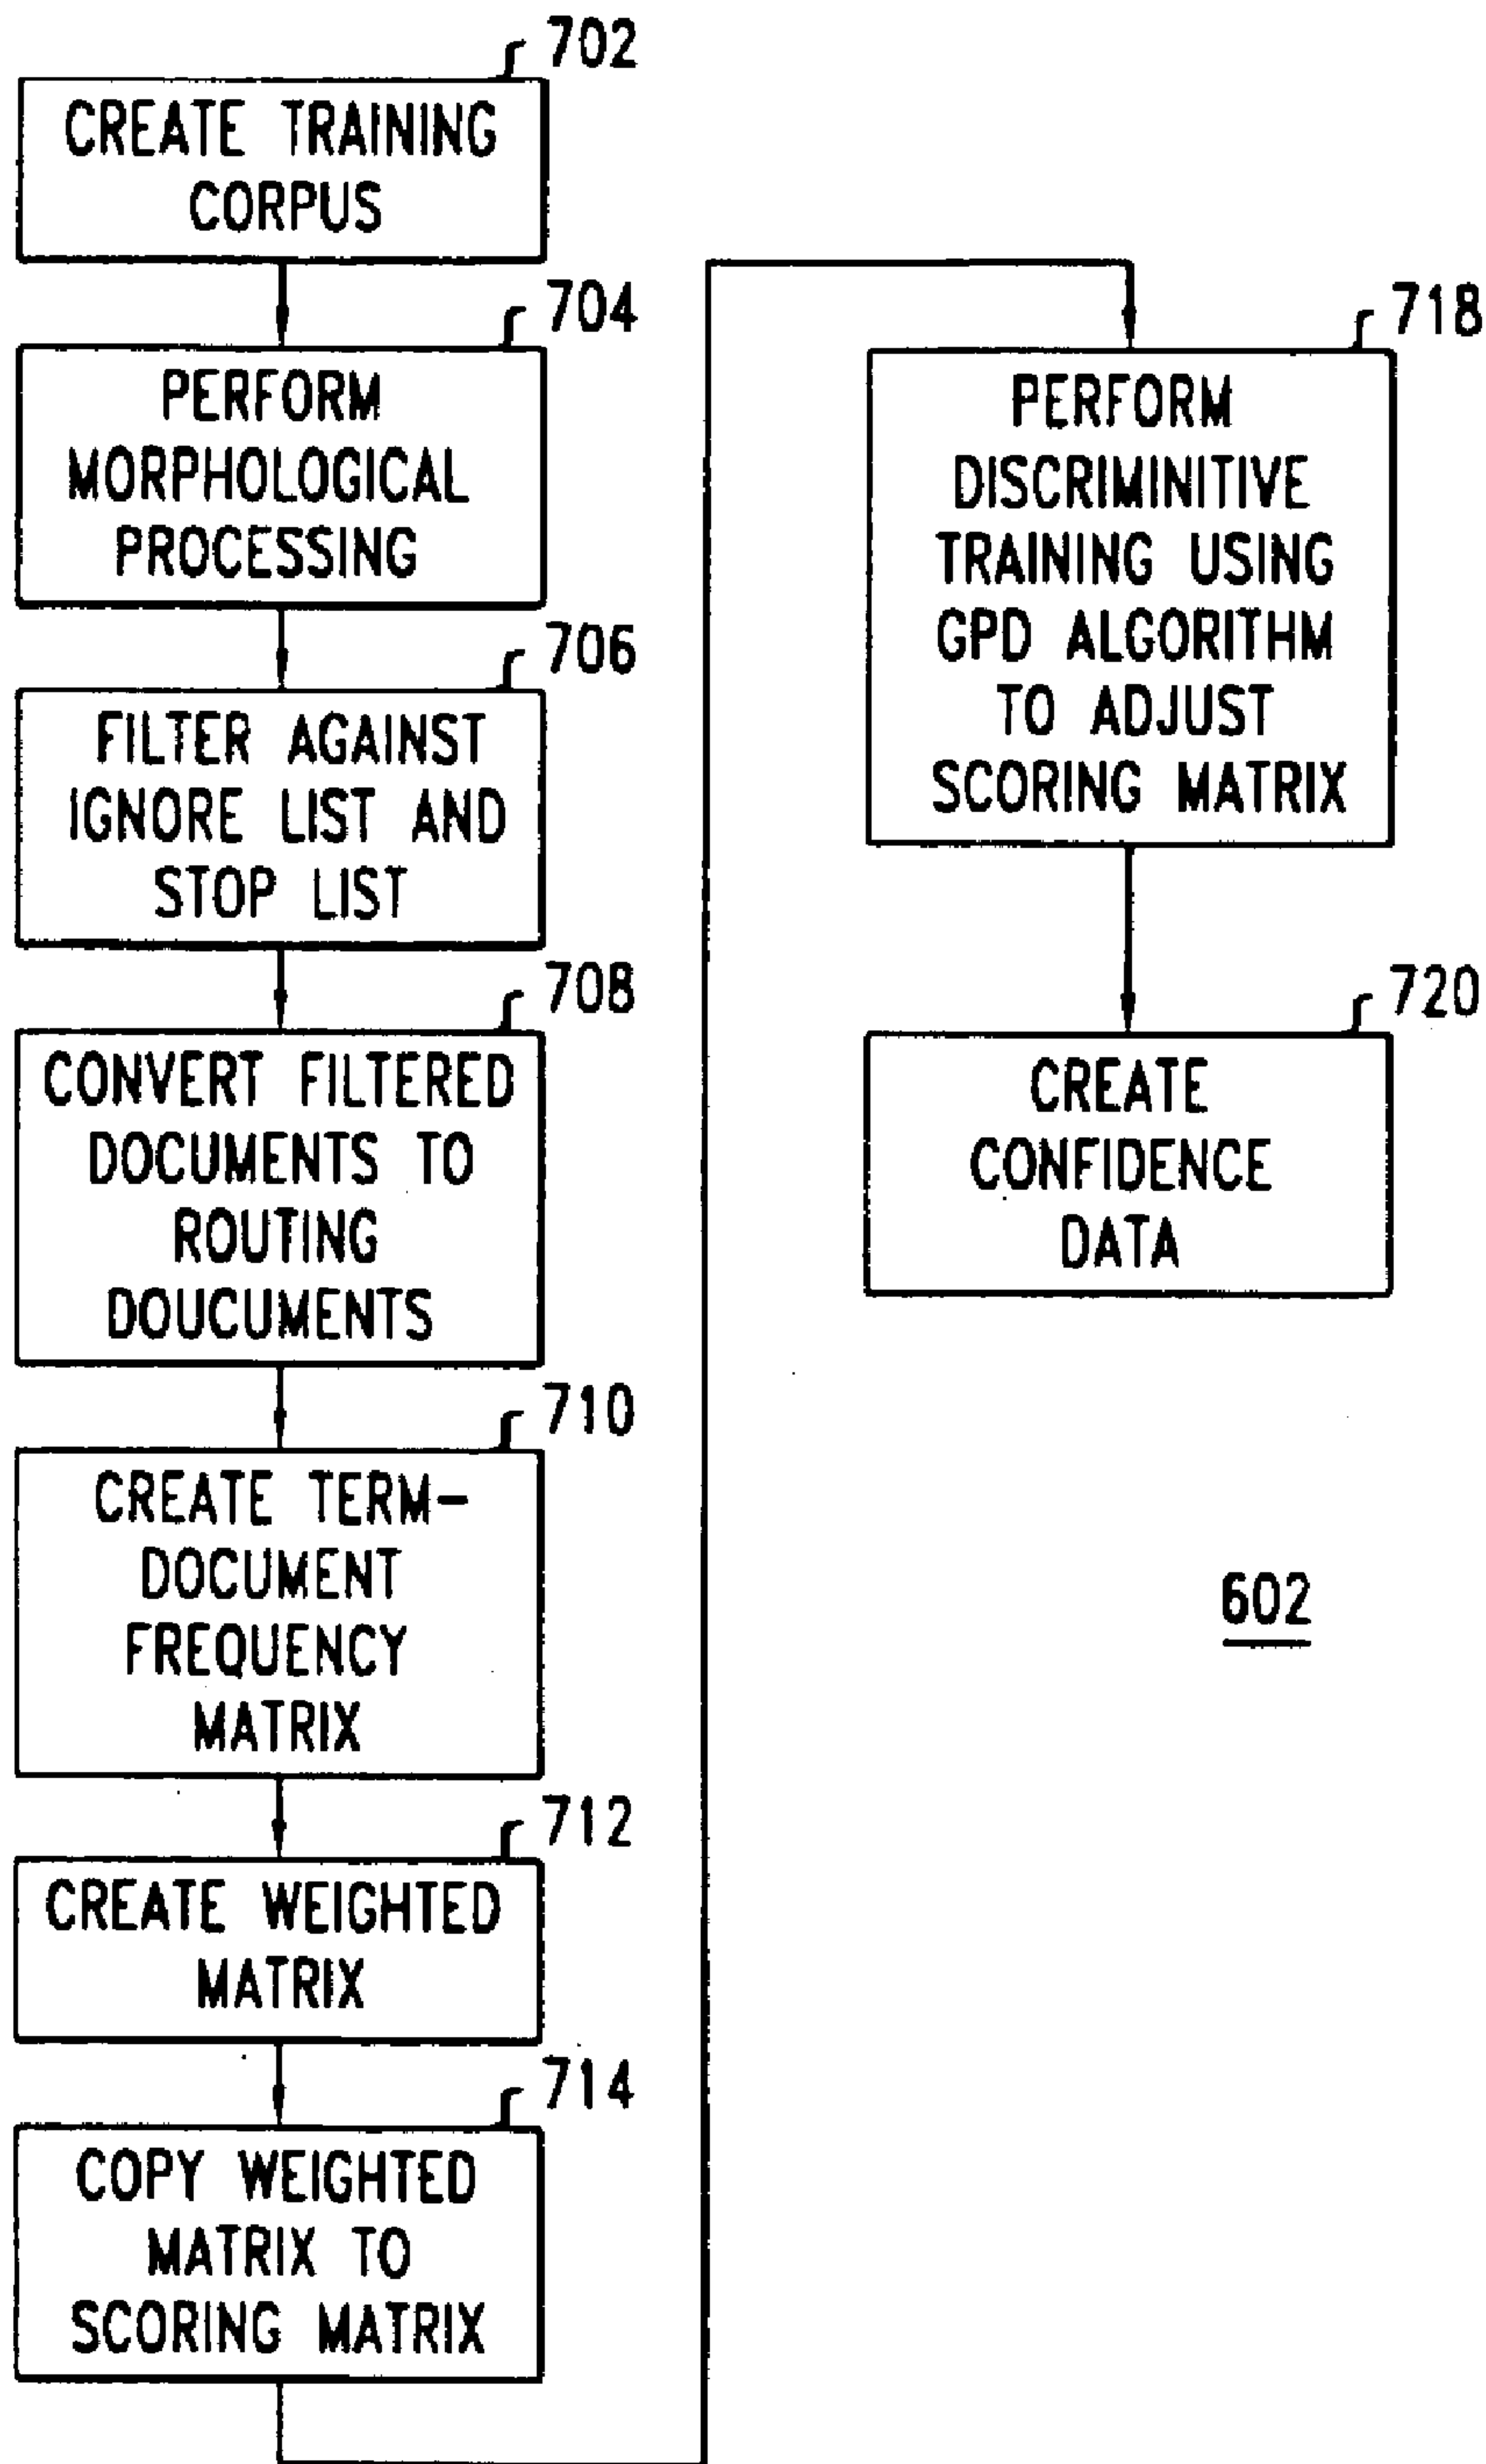 702
CREATE TRAINING
CORPUS
704
PERFORM
MORPHOLOGICAL
PROCESSING
706
FILTER AGAINST
IGNORE LIST AND
STOP LIST
708
CONVERT FILTERED
DOCUMENTS TO
ROUTING
DOUCUMENTS
710
CREATE TERM-
DOCUMENT
FREQUENCY
MATRIX
712
CREATE WEIGHTED
MATRIX
714
COPY WEIGHTED
MATRIX TO
SCORING MATRIX
718
PERFORM
DISCRIMINITIVE
TRAINING USING
GPD ALGORITHM
TO ADJUST
SCORING MATRIX
720
CREATE
CONFIDENCE
DATA
602